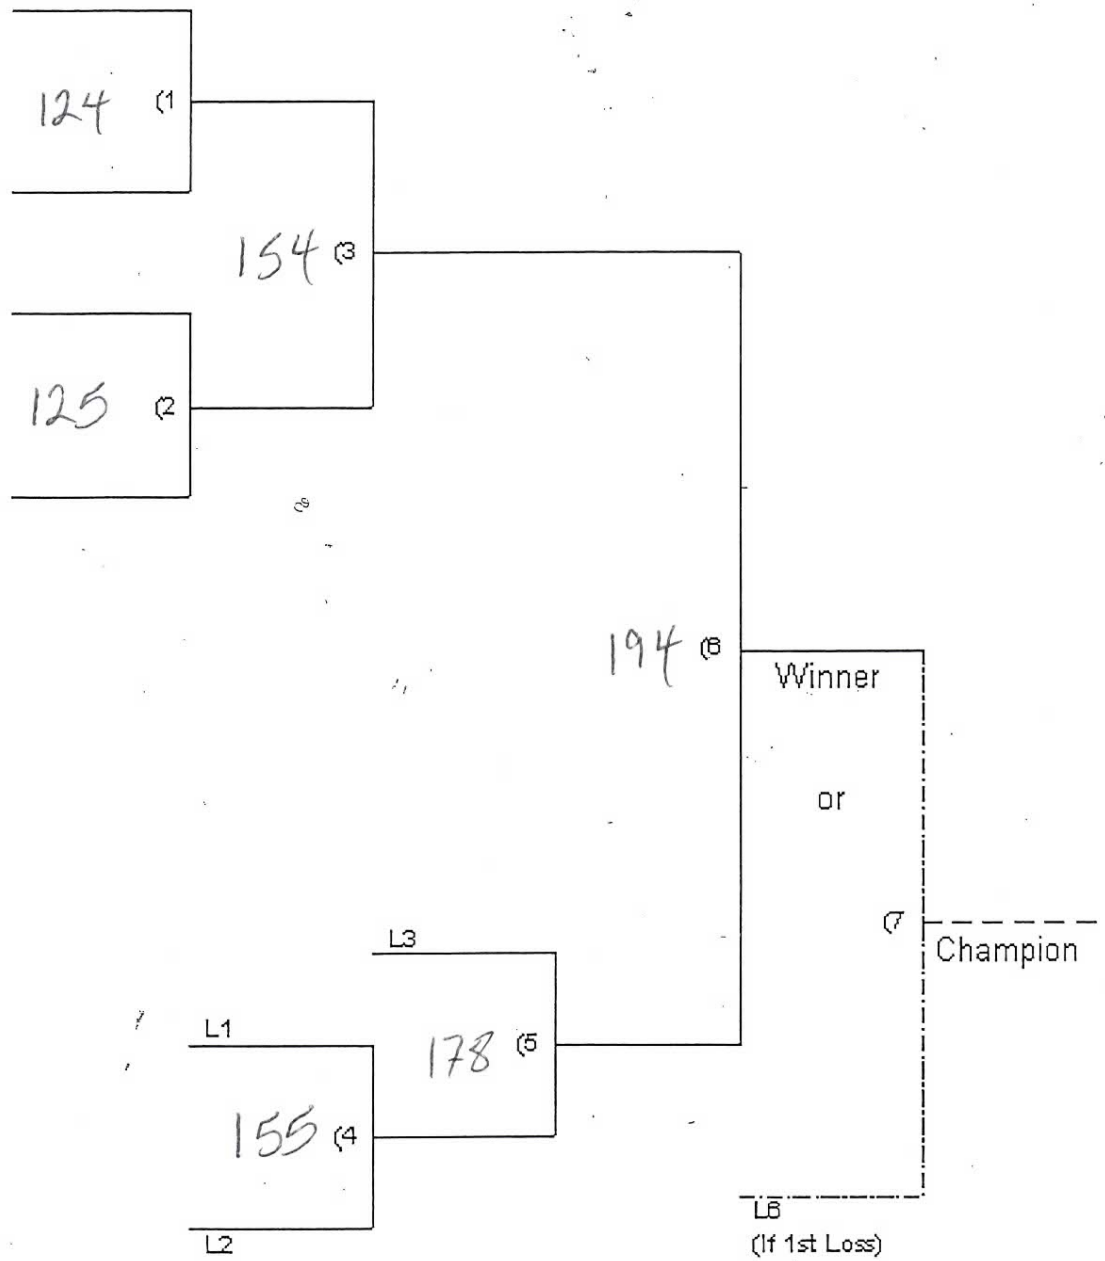 124 (1
154 (3
125 (2
194 (6
Winner
or
(7
Champion
L3
L1
178 (5
155 (4
L6
L2
(If 1st Loss)